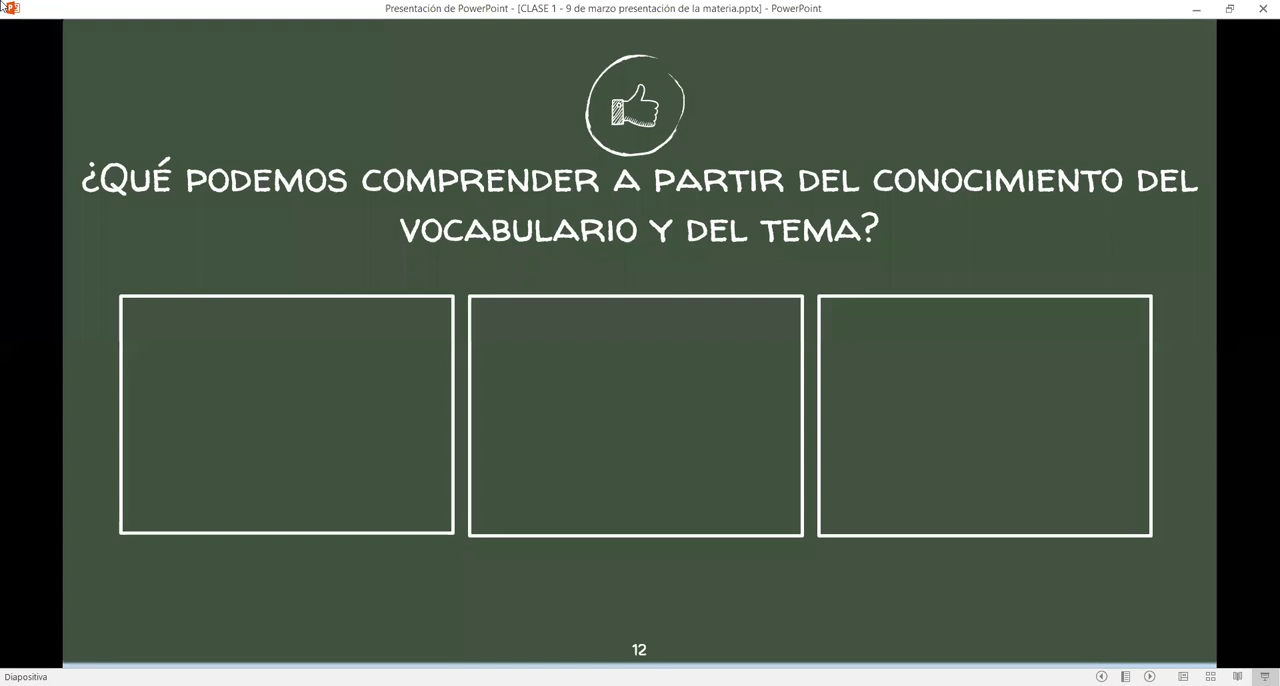 Presentación de PowerPoint - [CLASE 1 - 9 de marzo presentación de la materia.pptx] - PowerPoint
¿Qué podemos comprender a partir del conocimiento del
vocabulario y del tema?
12
Diapositiva